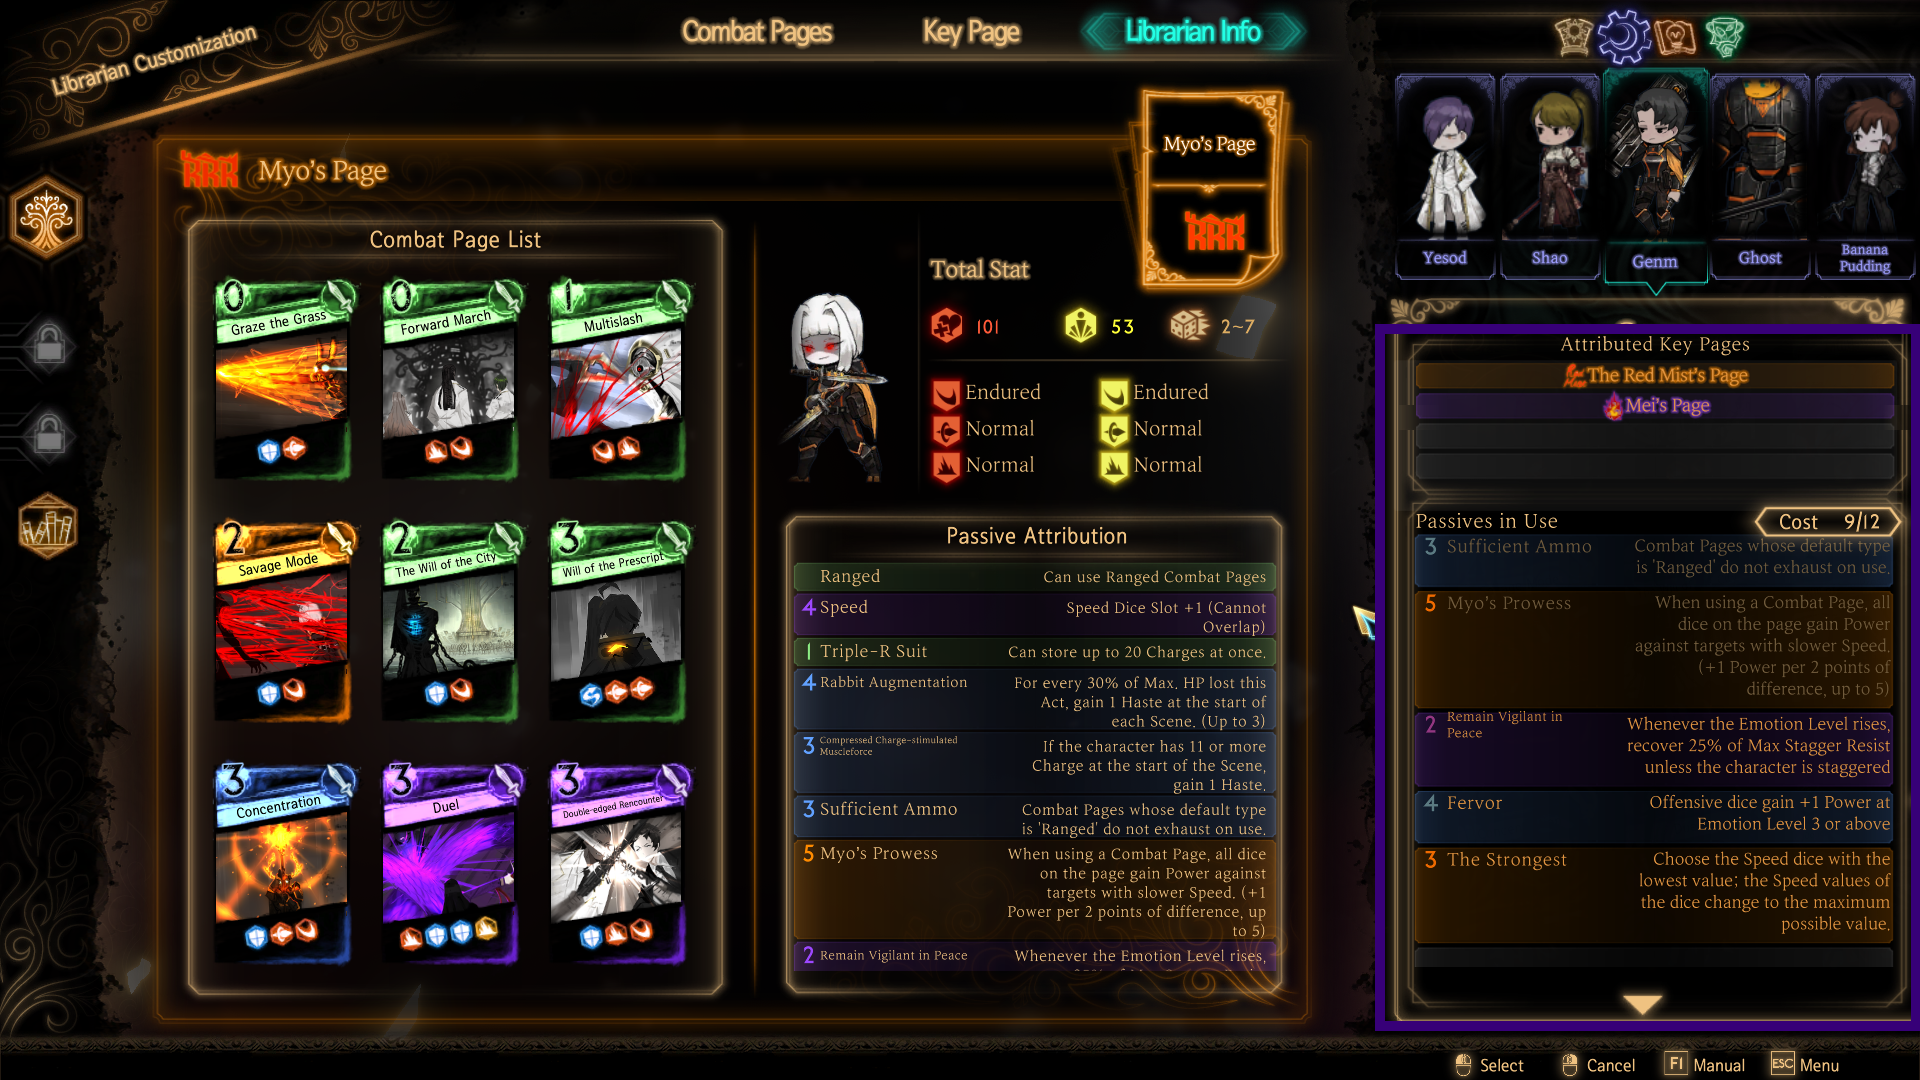 Librarian Customization
Combat Pages
Key Page
Librarian Info
Myo's Page
Combat Page List
0
Graze the Grass
0
Forward March
1
Multislash
2
Savage Mode
2
The Will of the City
3
Will of the Prescript
3
Concentration
3
Duel
3
Double-edged Rencounter
Myo's Page
RRR
RRR
Total Stat
101
53
2~7
Endured
Endured
Normal
Normal
Normal
Normal
Passive Attribution
Ranged
Can use Ranged Combat Pages
4 Speed
Speed Dice Slot +1 (Cannot
Overlap)
1 Triple-R Suit
Can store up to 20 Charges at once.
4 Rabbit Augmentation
For every 30% of Max. HP lost this
Act, gain 1 Haste at the start of
each Scene. (Up to 3)
3 Compressed Charge-stimulated
Muscleforce
If the character has 11 or more
Charge at the start of the Scene,
gain 1 Haste.
3 Sufficient Ammo
Combat Pages whose default type
is 'Ranged' do not exhaust on use.
5 Myo's Prowess
When using a Combat Page, all dice
on the page gain Power against
targets with slower Speed. (+1
Power per 2 points of difference, up
to 5)
2 Remain Vigilant in Peace
Whenever the Emotion Level rises,
Yesod
Shao
Genm
Ghost
Banana
Pudding
Attributed Key Pages
The Red Mist's Page
Mei's Page
Passives in Use
Cost 9/12
3 Sufficient Ammo
Combat Pages whose default type
is 'Ranged' do not exhaust on use.
5 Myo's Prowess
When using a Combat Page, all
dice on the page gain Power
against targets with slower Speed.
(+1 Power per 2 points of
difference, up to 5)
2 Remain Vigilant in
Peace
Whenever the Emotion Level rises,
recover 25% of Max Stagger Resist
unless the character is staggered
4 Fervor
Offensive dice gain +1 Power at
Emotion Level 3 or above
3 The Strongest
Choose the Speed dice with the
lowest value; the Speed values of
the dice change to the maximum
possible value.
Select
Cancel
F1 Manual
ESC Menu